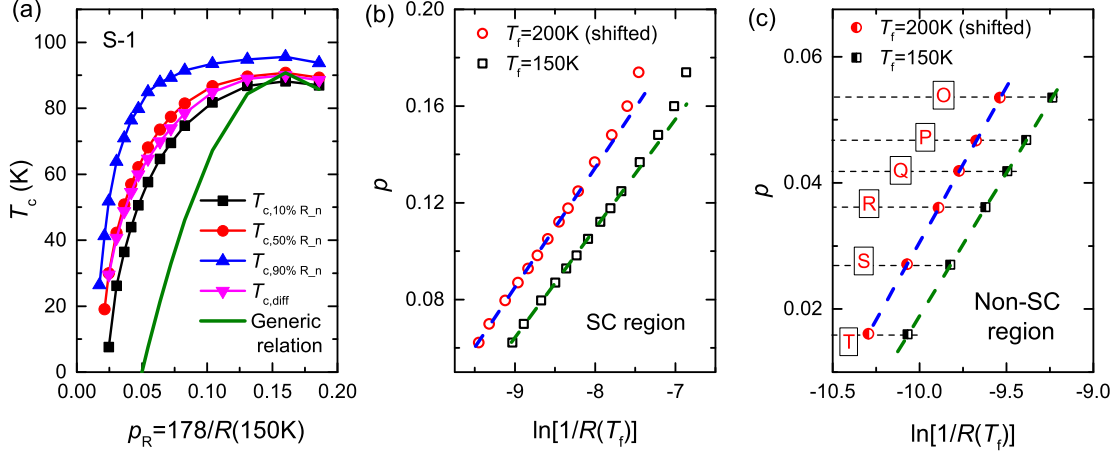 (a)
S-1
100
80
60
40
20
0
T_c (K)
T_c,10% R_n
T_c,50% R_n
T_c,90% R_n
T_c,diff
Generic
relation
0.00
0.05
0.10
0.15
0.20
p_R=178/R(150K)
(b)
0.20
0.16
0.12
0.08
p
T_f=200K (shifted)
T_f=150K
SC region
-9
-8
-7
ln[1/R(T_f)]
(c)
0.06
0.04
0.02
p
T_f=200K (shifted)
T_f=150K
O
P
Q
R
S
T
Non-SC
region
-10.5
-10.0
-9.5
-9.0
ln[1/R(T_f)]